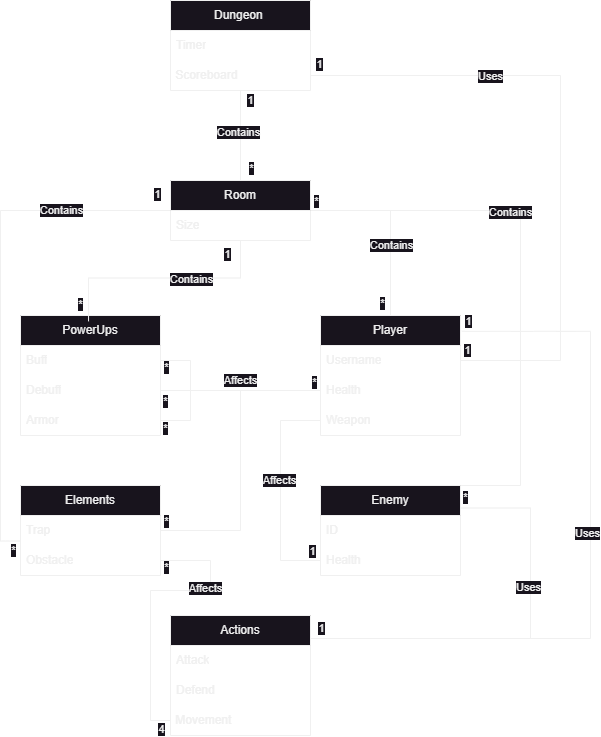 Dungeon
Timer
1
Scoreboard
Uses
1
Contains
*
1
Room
*
Contains
Size
Contains
Contains
1
Contains
*
*
PowerUps
Player
1
1
Buff
Username
*
Affects
*
Debuff
Health
*
Armor
Weapon
*
Affects
Elements
Enemy
*
Trap
ID
*
Uses
*
Obstacle
1
Health
*
Affects
Uses
Actions
1
Attack
Defend
Movement
4